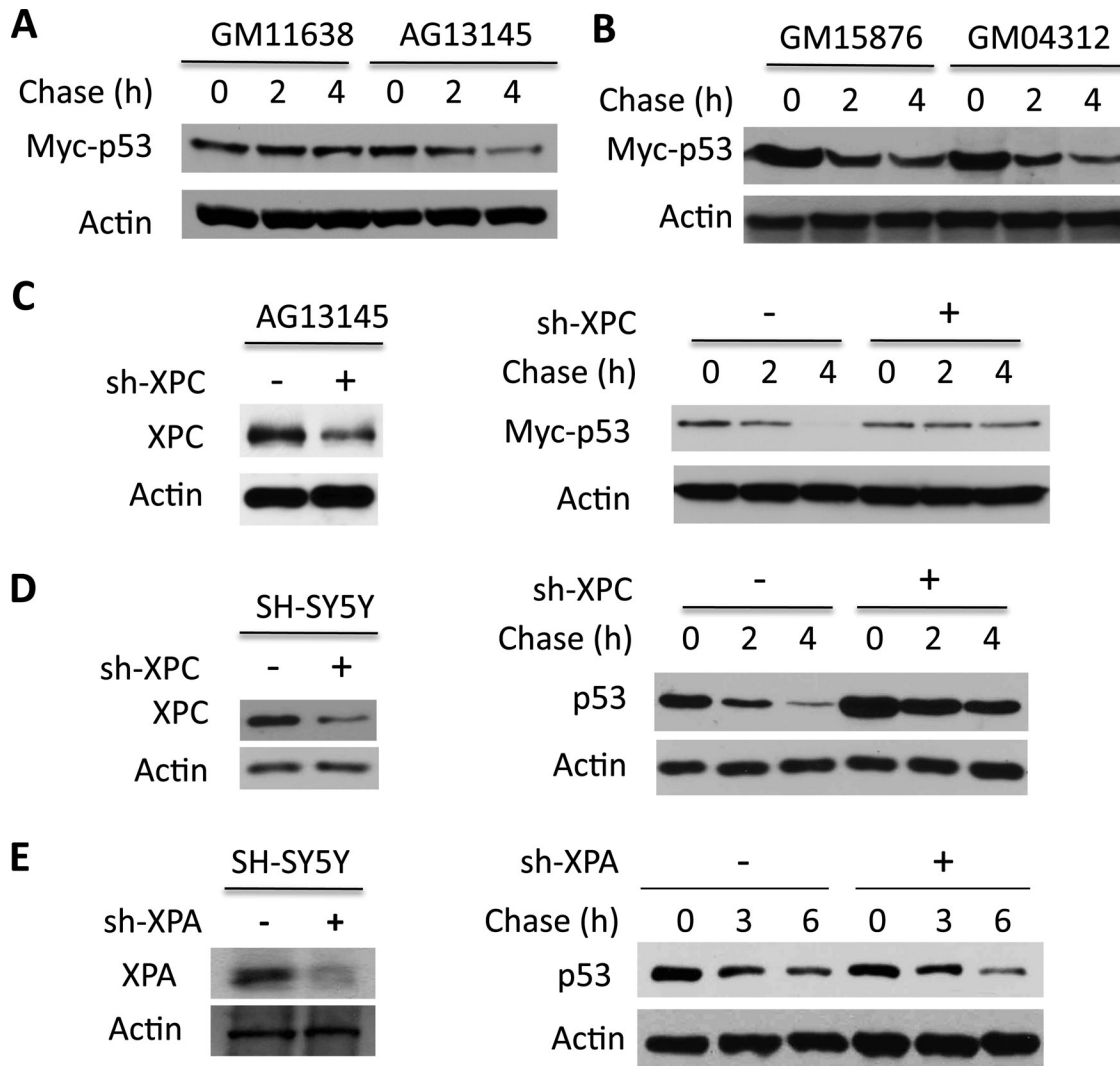 A
GM11638 AG13145
Chase (h) 0 2 4 0 2 4
Myc-p53
Actin
B
GM15876 GM04312
Chase (h) 0 2 4 0 2 4
Myc-p53
Actin
C
AG13145
sh-XPC - +
XPC
Actin
sh-XPC - +
Chase (h) 0 2 4 0 2 4
Myc-p53
Actin
D
SH-SY5Y
sh-XPC - +
XPC
Actin
sh-XPC - +
Chase (h) 0 2 4 0 2 4
p53
Actin
E
SH-SY5Y
sh-XPA - +
XPA
Actin
sh-XPA - +
Chase (h) 0 3 6 0 3 6
p53
Actin